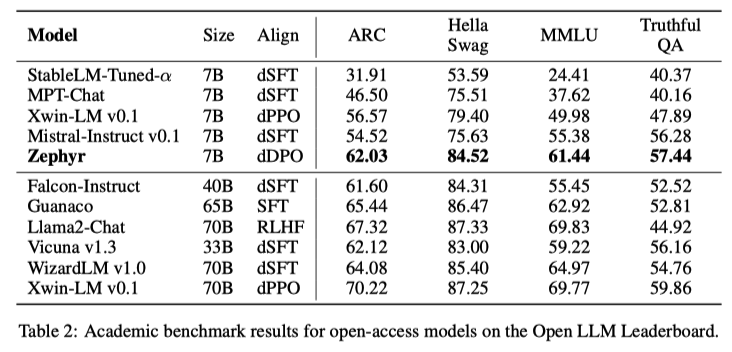 Model Size Align ARC Hella Swag MMLU Truthful QA
StableLM-Tuned-α 7B dSFT 31.91 53.59 24.41 40.37
MPT-Chat 7B dSFT 46.50 75.51 37.62 40.16
Xwin-LM v0.1 7B dPPO 56.57 79.40 49.98 47.89
Mistral-Instruct v0.1 7B dSFT 54.52 75.63 55.38 56.28
Zephyr 7B dDPO 62.03 84.52 61.44 57.44
Falcon-Instruct 40B dSFT 61.60 84.31 55.45 52.52
Guanaco 65B SFT 65.44 86.47 62.92 52.81
Llama2-Chat 70B RLHF 67.32 87.33 69.83 44.92
Vicuna v1.3 33B dSFT 62.12 83.00 59.22 56.16
WizardLM v1.0 70B dSFT 64.08 85.40 64.97 54.76
Xwin-LM v0.1 70B dPPO 70.22 87.25 69.77 59.86
Table 2: Academic benchmark results for open-access models on the Open LLM Leaderboard.